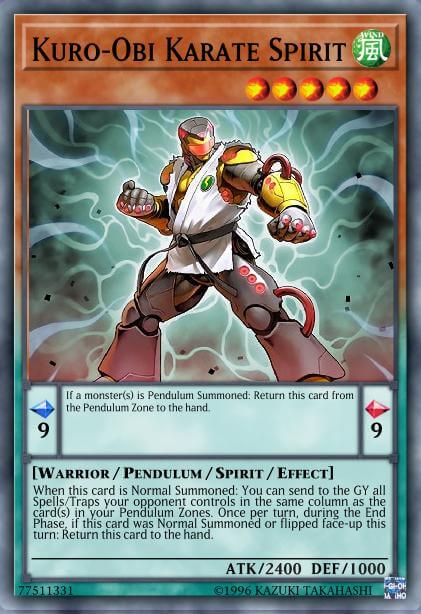 Kuro-Obi Karate Spirit
WIND
風
If a monster(s) is Pendulum Summoned: Return this card from
the Pendulum Zone to the hand.
9
9
[Warrior / Pendulum / Spirit / Effect]
When this card is Normal Summoned: You can send to the GY all
Spells/Traps your opponent controls in the same column as the
card(s) in your Pendulum Zones. Once per turn, during the End
Phase, if this card was Normal Summoned or flipped face-up this
turn: Return this card to the hand.
ATK/2400 DEF/1000
77511331
©1996 KAZUKI TAKAHASHI